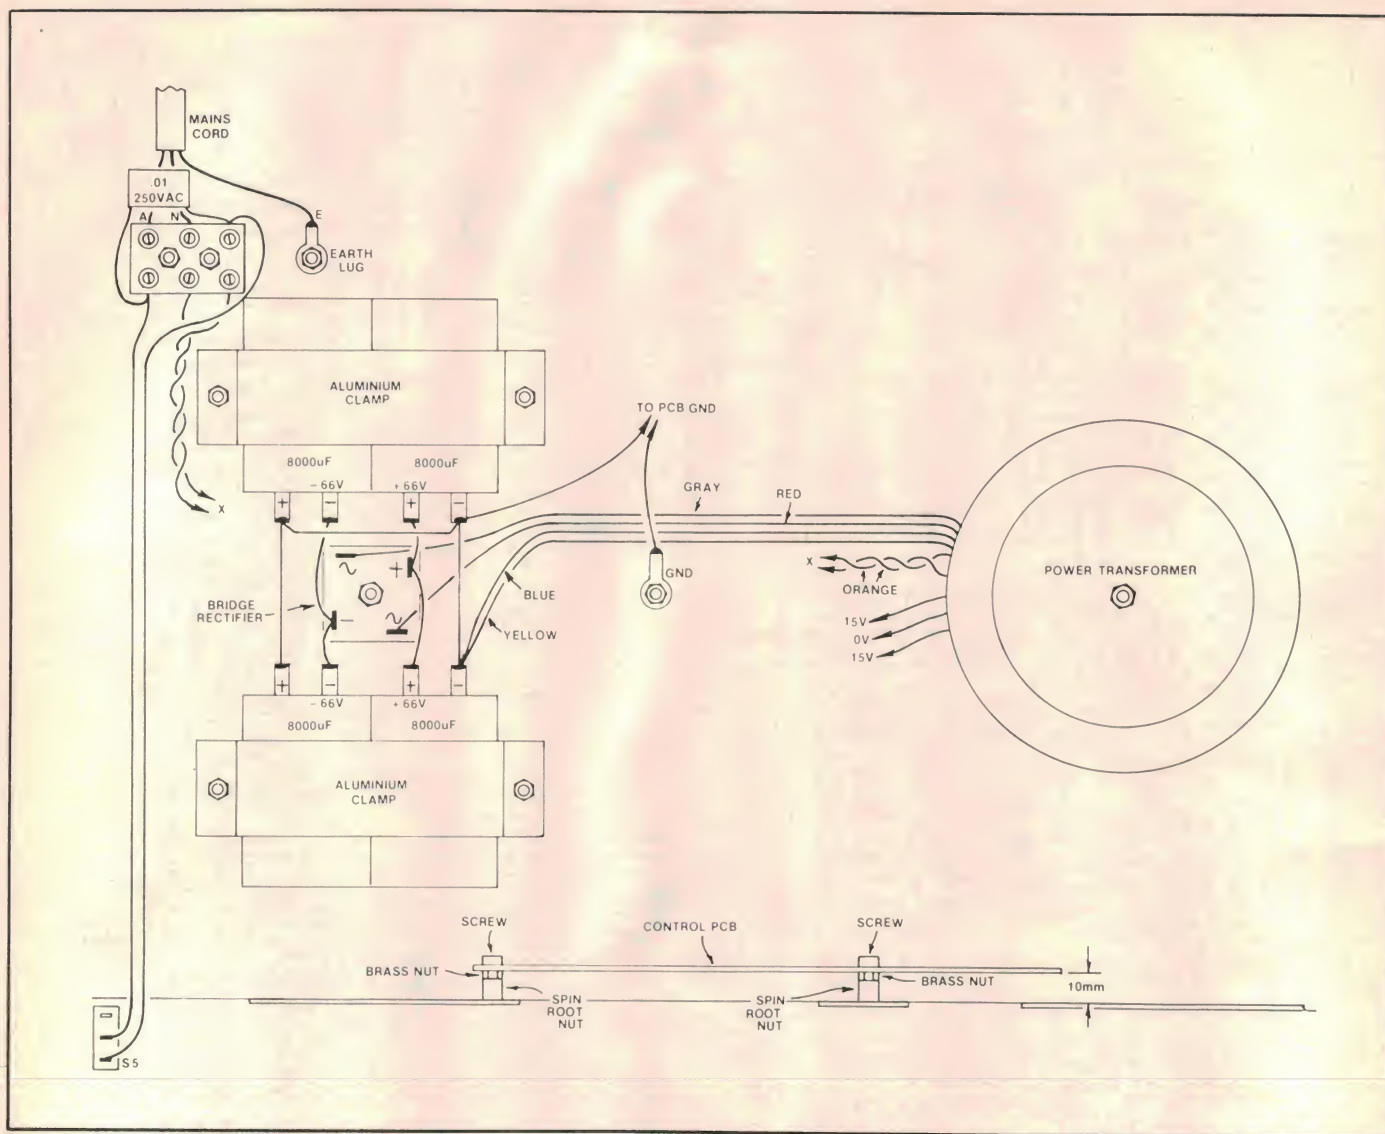 MAINS
CORD
.01
250VAC
A N
E
EARTH
LUG
ALUMINIUM
CLAMP
8000uF 8000uF
– 66V + 66V
+ – + –
X
TO PCB GND
GRAY
RED
GND
X
ORANGE
15V
0V
15V
POWER TRANSFORMER
~ +
BRIDGE
RECTIFIER
– ~
BLUE
YELLOW
+ – + –
– 66V + 66V
8000uF 8000uF
ALUMINIUM
CLAMP
SCREW
CONTROL PCB
SCREW
BRASS NUT
BRASS NUT
10mm
SPIN
ROOT
NUT
SPIN
ROOT
NUT
S5